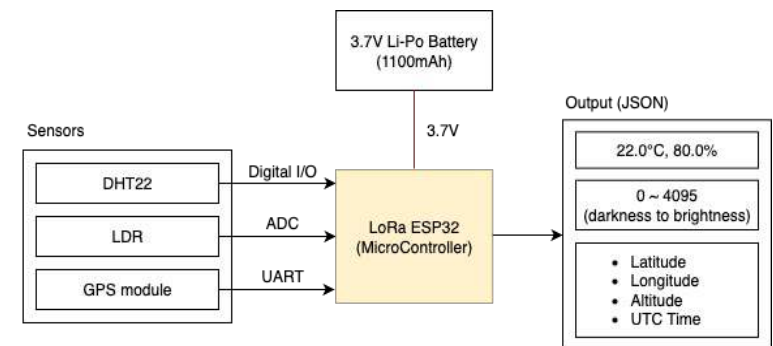 3.7V Li-Po Battery
(1100mAh)
3.7V
Sensors
DHT22
LDR
GPS module
Digital I/O
ADC
UART
LoRa ESP32
(MicroController)
Output (JSON)
22.0°C, 80.0%
0 ~ 4095
(darkness to brightness)
• Latitude
• Longitude
• Altitude
• UTC Time